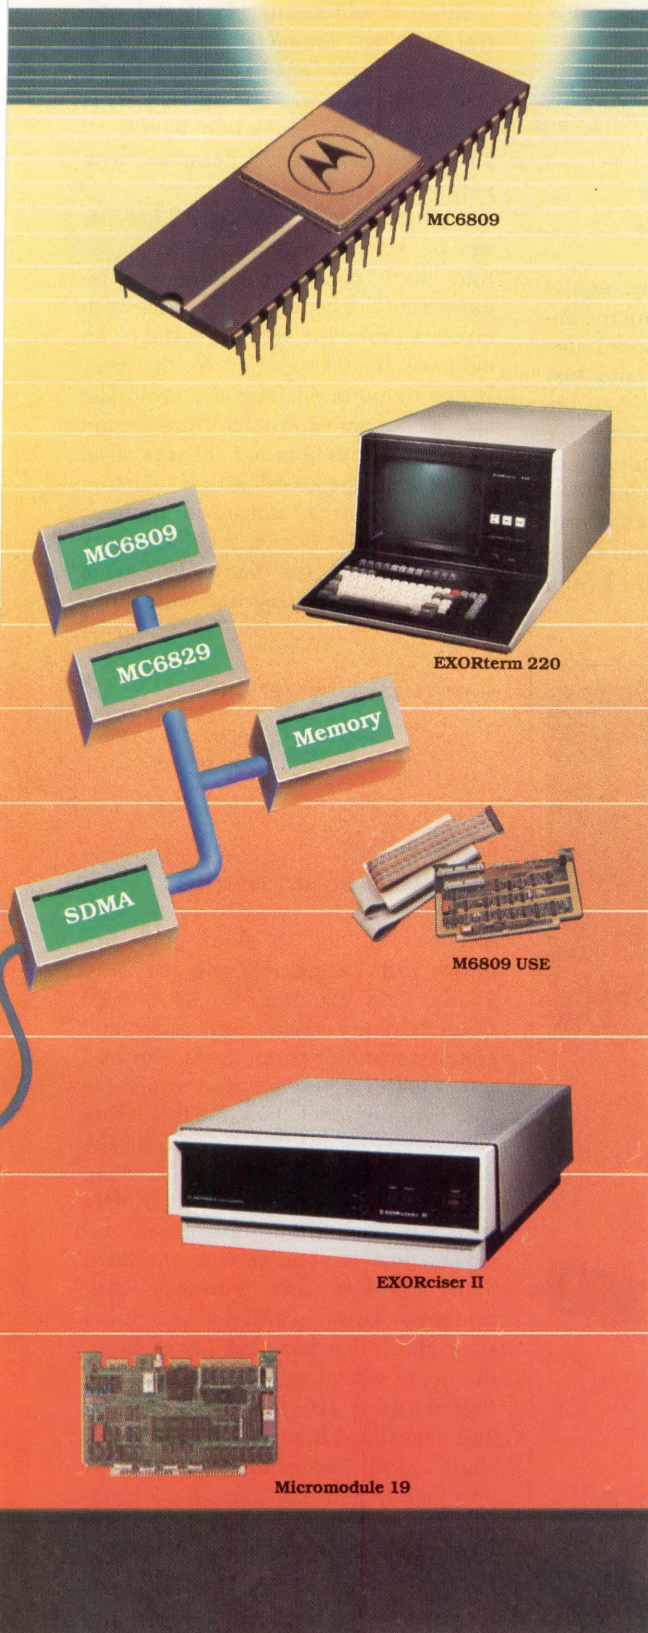 MC6809
EXORterm 220
MC6809
MC6829
Memory
SDMA
M6809 USE
EXORciser II
Micromodule 19